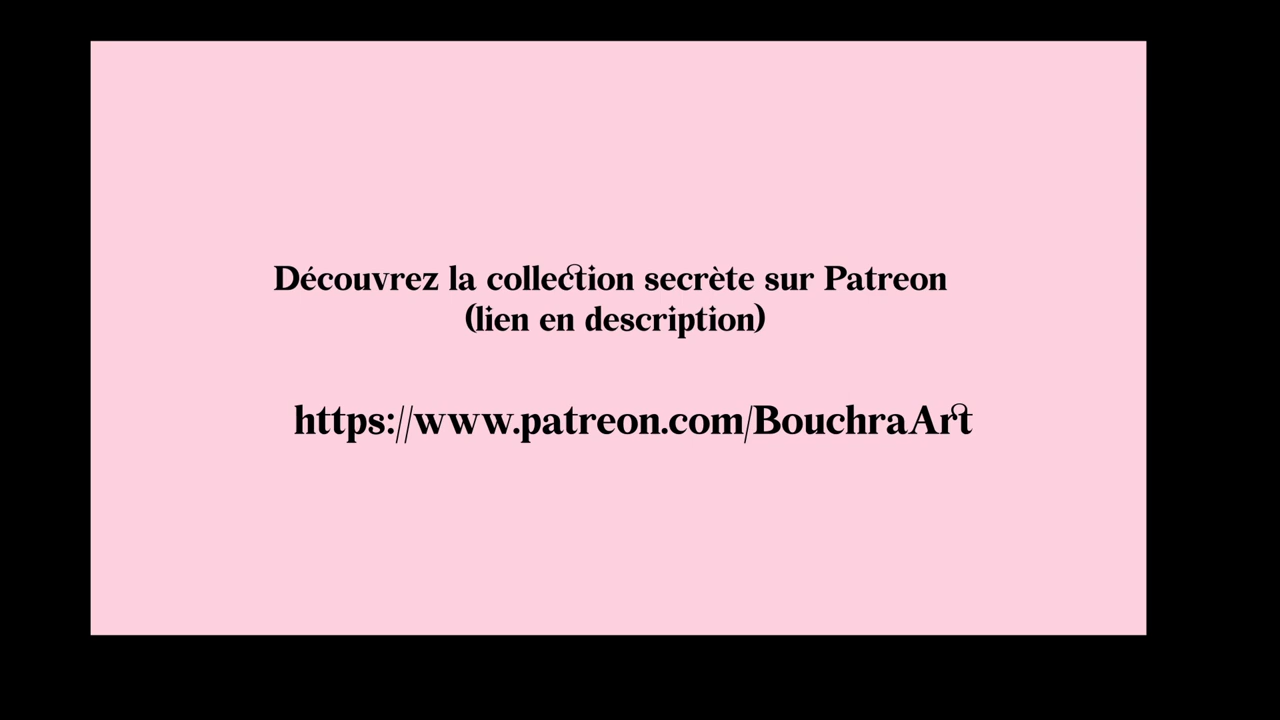 Découvrez la collection secrète sur Patreon
(lien en description)
https://www.patreon.com/BouchraArt